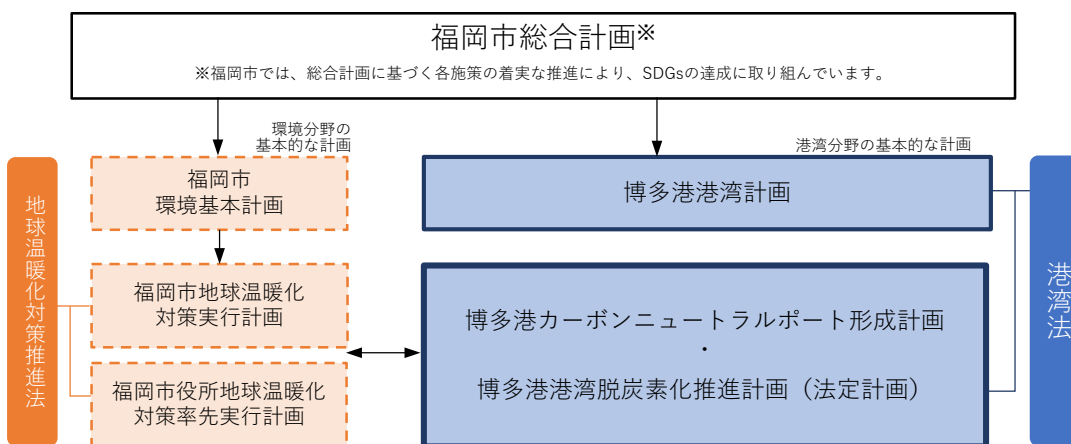 福岡市総合計画※
※福岡市では、総合計画に基づく各施策の着実な推進により、SDGsの達成に取り組んでいます。
環境分野の
基本的な計画
港湾分野の基本的な計画
地球温暖化対策推進法
福岡市
環境基本計画
博多港港湾計画
港湾法
福岡市地球温暖化
対策実行計画
博多港カーボンニュートラルポート形成計画
・
博多港港湾脱炭素化推進計画（法定計画）
福岡市役所地球温暖化
対策率先実行計画